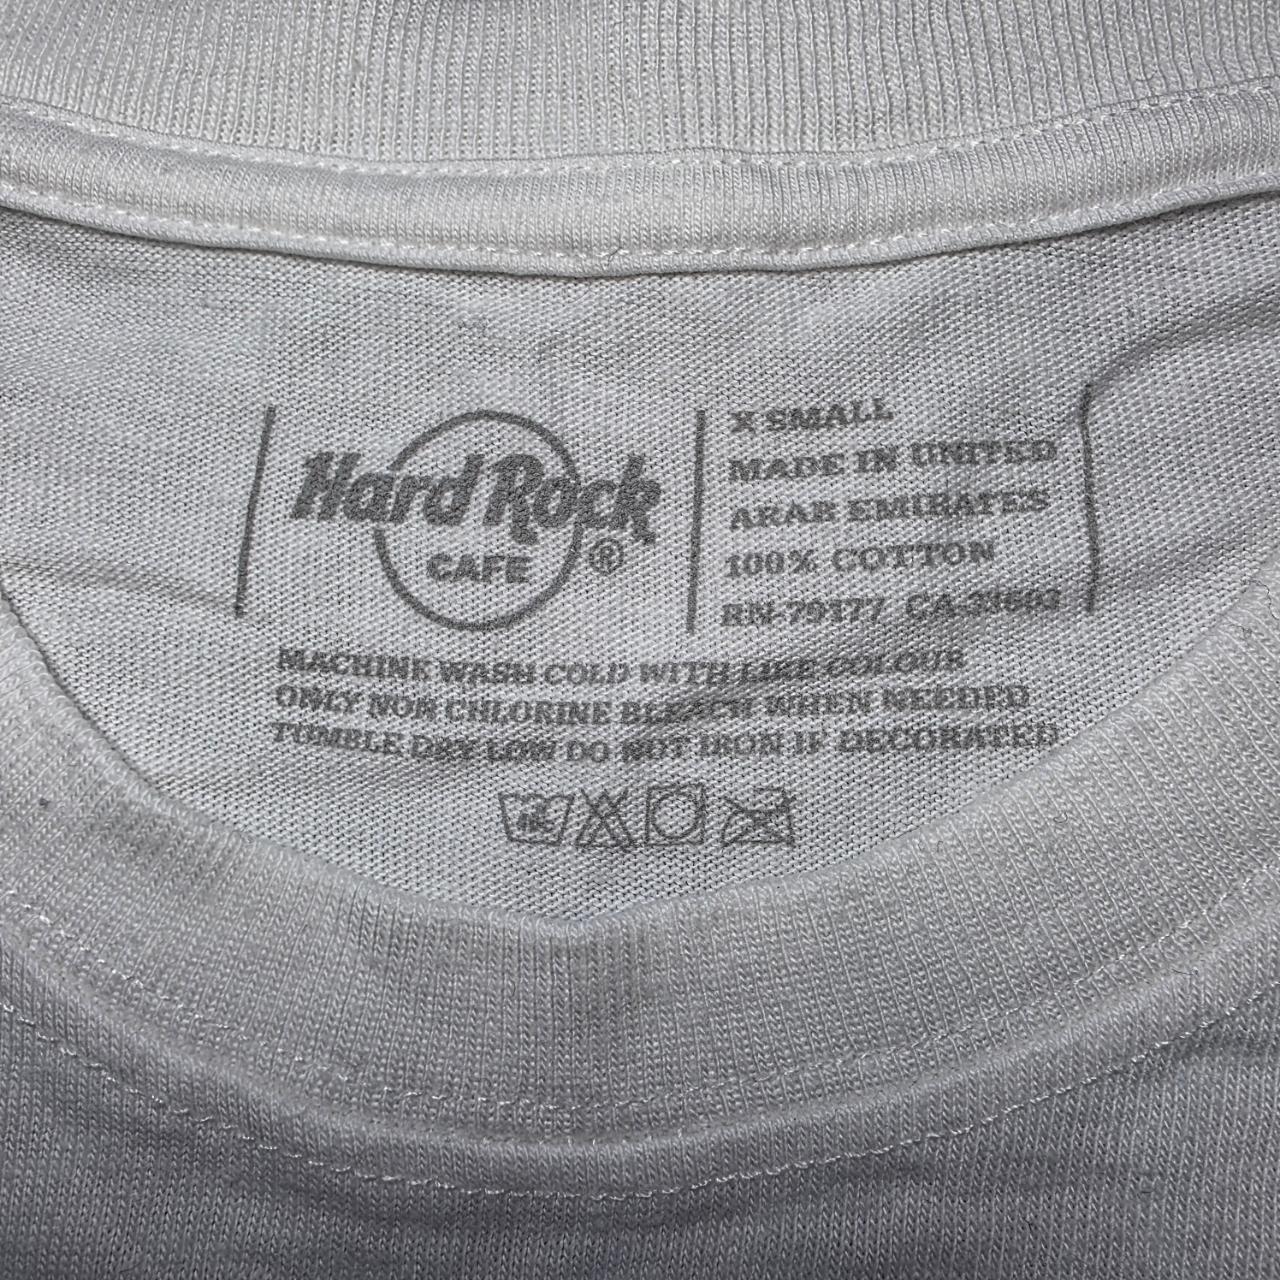 Hard Rock
CAFE ®
X SMALL
MADE IN UNITED
ARAB EMIRATES
100% COTTON
RN-79177 CA-39603
MACHINE WASH COLD WITH LIKE COLOUR
ONLY NON CHLORINE BLEACH WHEN NEEDED
TUMBLE DRY LOW DO NOT IRON IF DECORATED